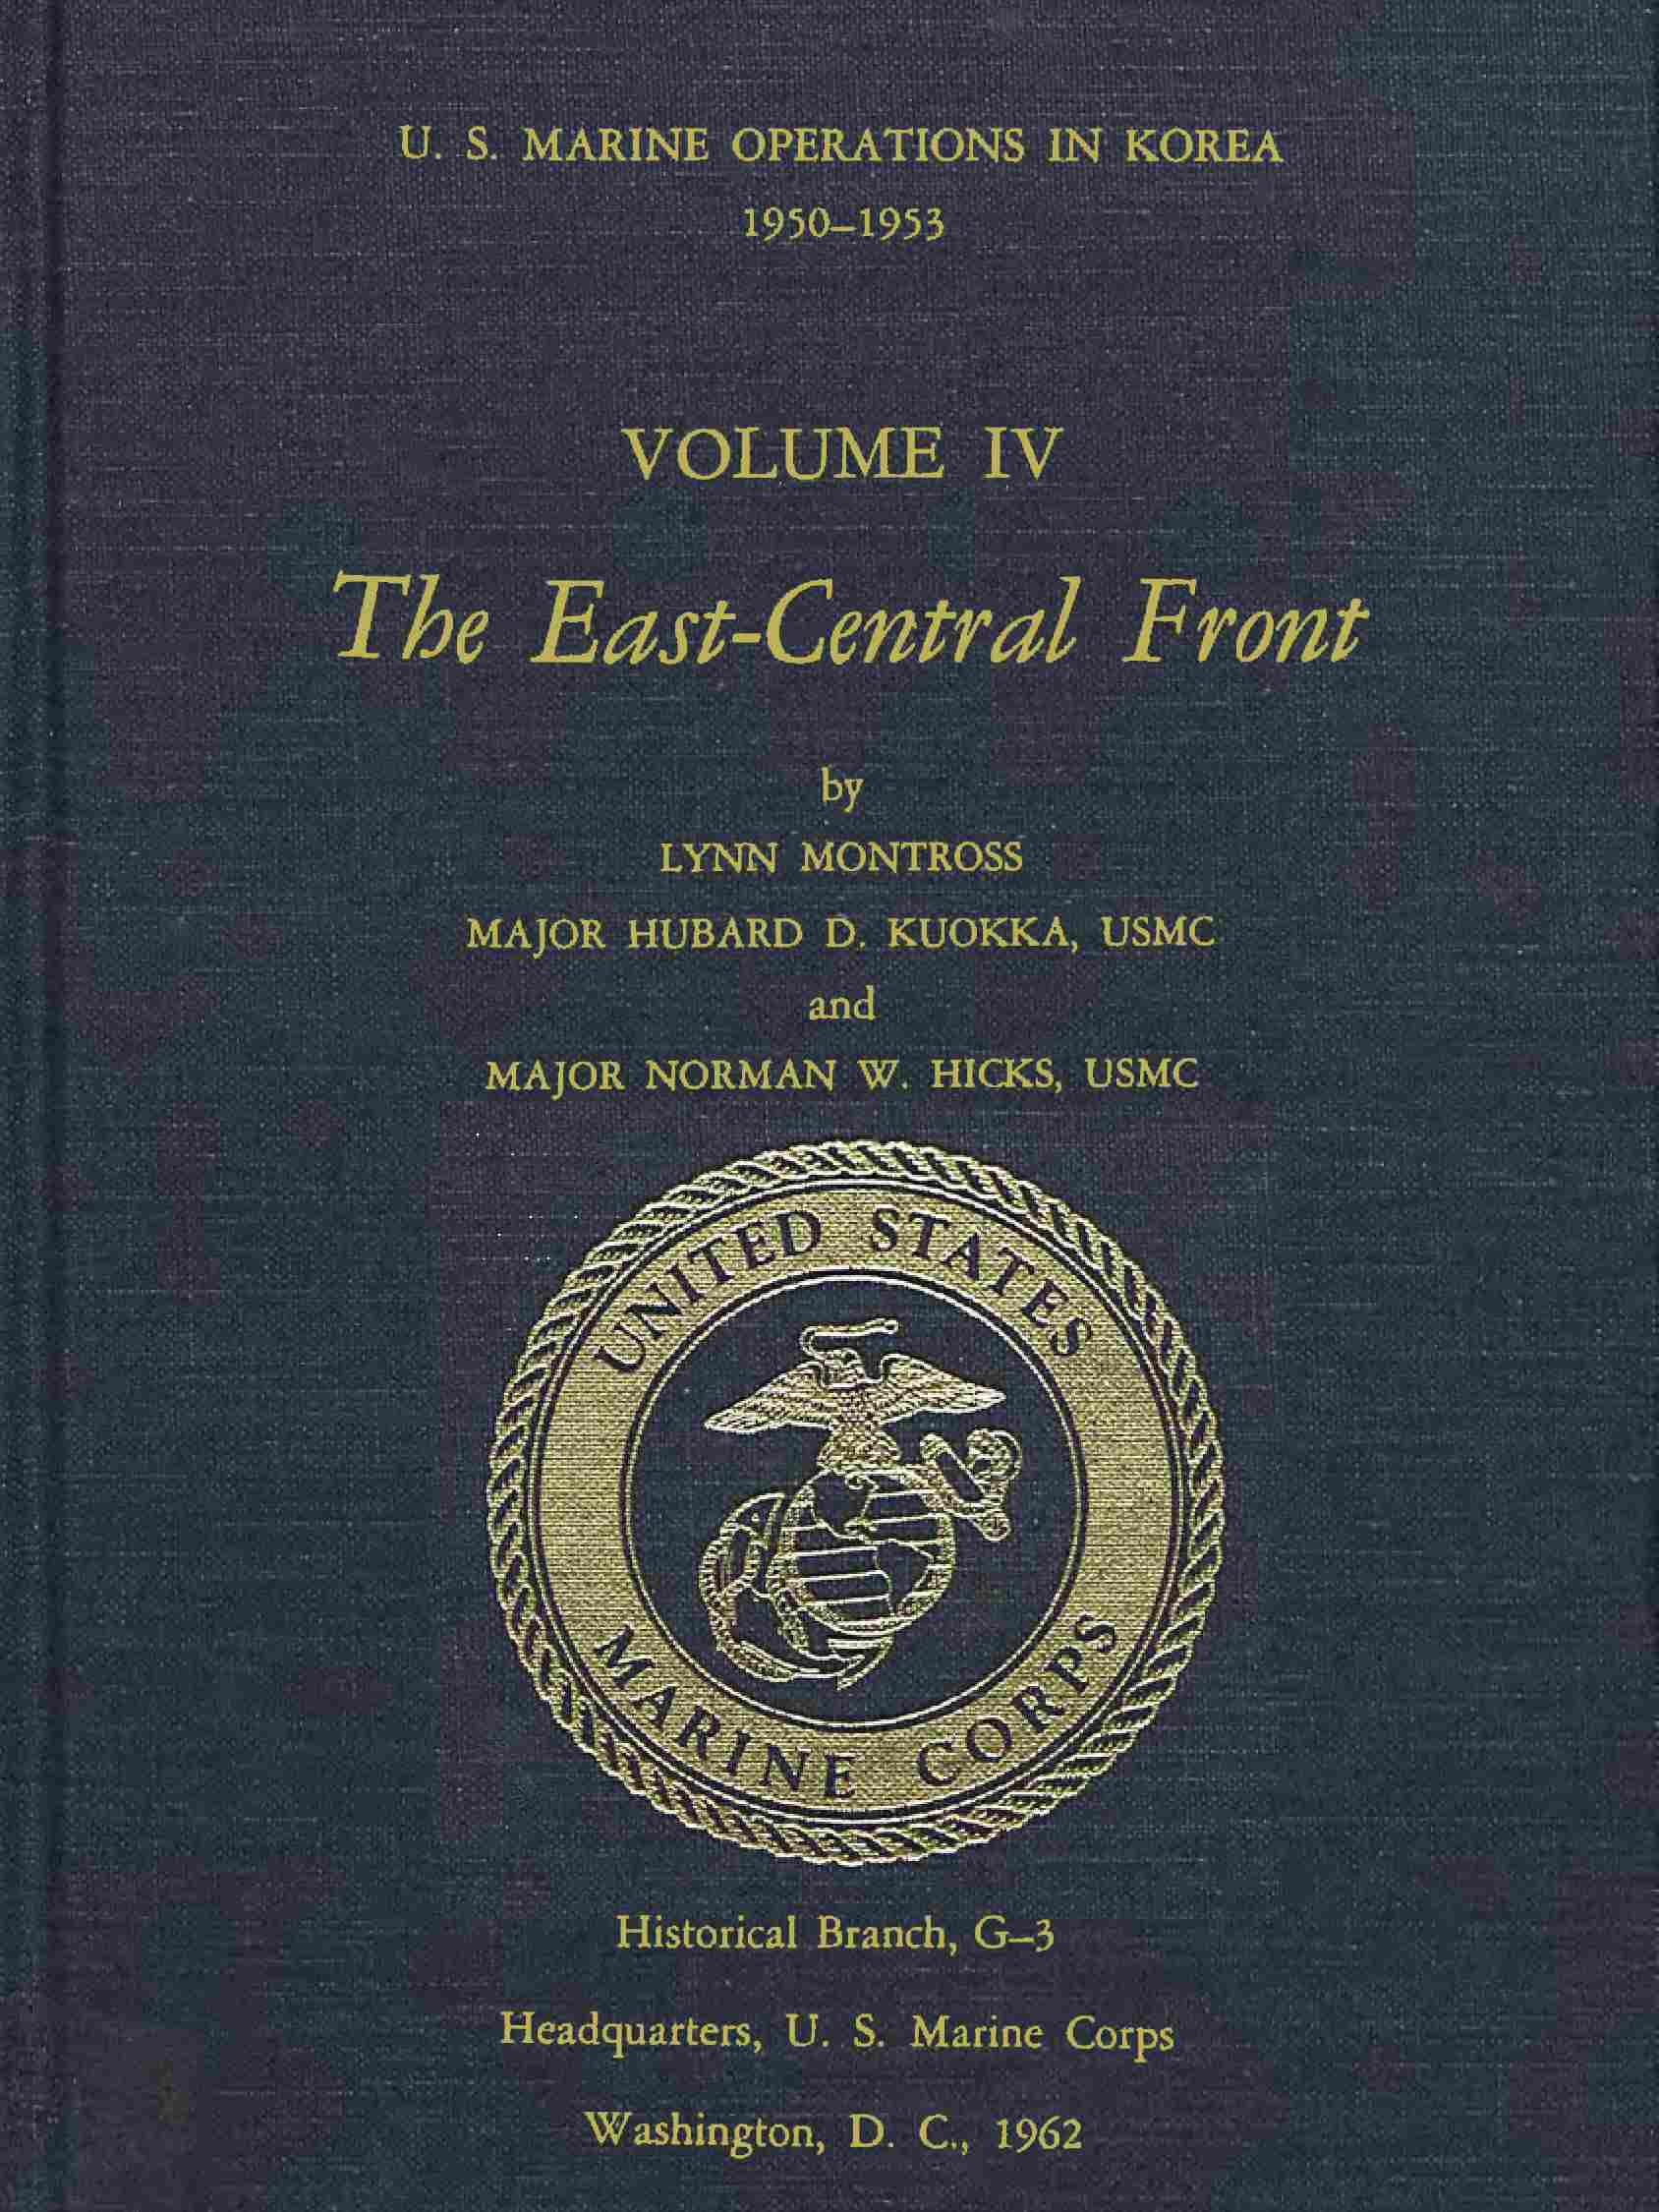 U. S. MARINE OPERATIONS IN KOREA
1950–1953
VOLUME IV
The East-Central Front
by
LYNN MONTROSS
MAJOR HUBARD D. KUOKKA, USMC
and
MAJOR NORMAN W. HICKS, USMC
UNITED STATES
MARINE CORPS
Historical Branch, G–3
Headquarters, U. S. Marine Corps
Washington, D. C., 1962